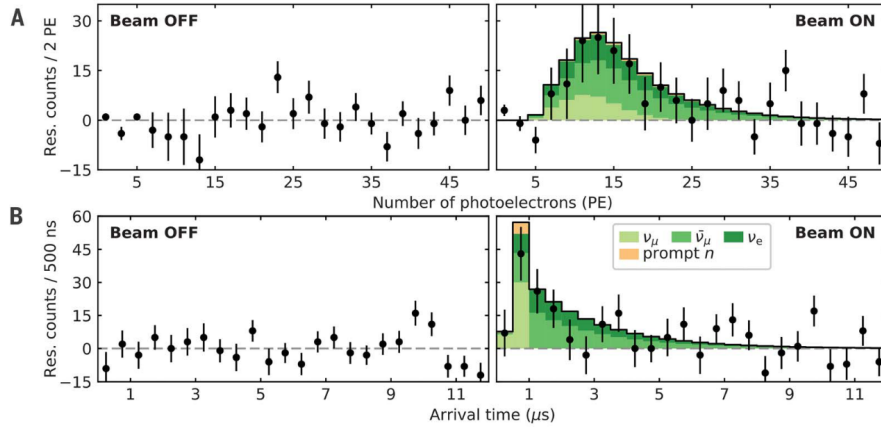 A
Beam OFF
Beam ON
Res. counts / 2 PE
30
15
0
−15
5 15 25 35 45 5 15 25 35 45
Number of photoelectrons (PE)
B
Beam OFF
Beam ON
Res. counts / 500 ns
60
45
30
15
0
−15
νμ ν̄μ νe
prompt n
1 3 5 7 9 11 1 3 5 7 9 11
Arrival time (μs)